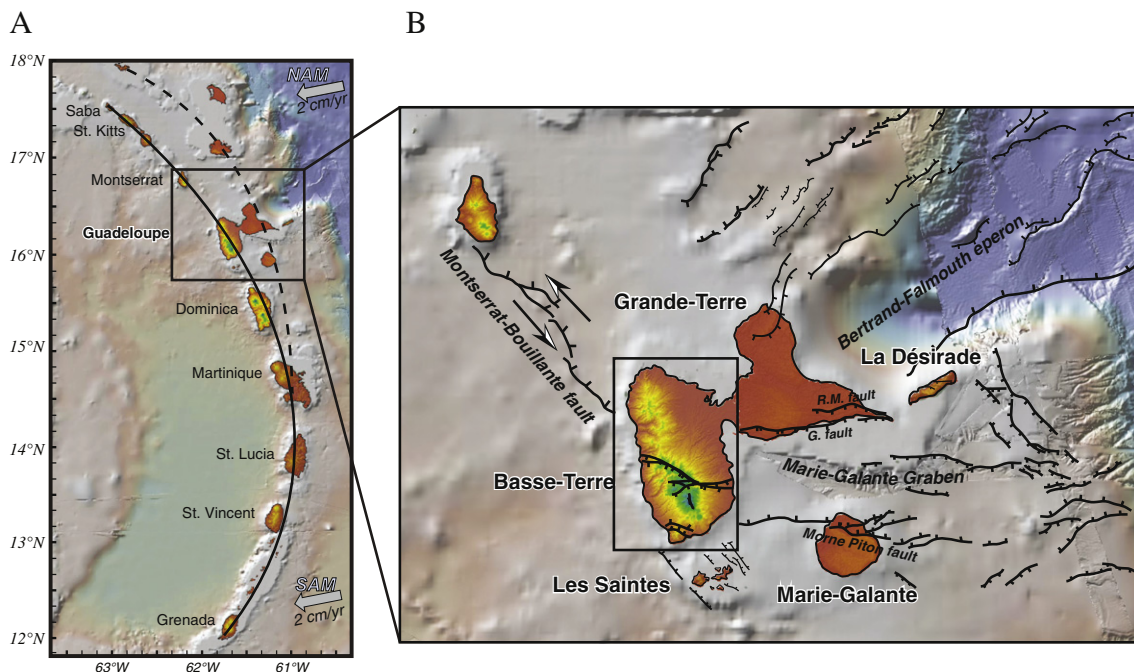 A
B
18°N
17°N
16°N
15°N
14°N
13°N
12°N
63°W
62°W
61°W
NAM
2 cm/yr
Saba
St. Kitts
Montserrat
Guadeloupe
Dominica
Martinique
St. Lucia
St. Vincent
SAM
2 cm/yr
Grenada
Montserrat-Bouillante fault
Grande-Terre
Bertrand-Falmouth éperon
La Désirade
R.M. fault
G. fault
Basse-Terre
Marie-Galante Graben
Morne Piton fault
Les Saintes
Marie-Galante